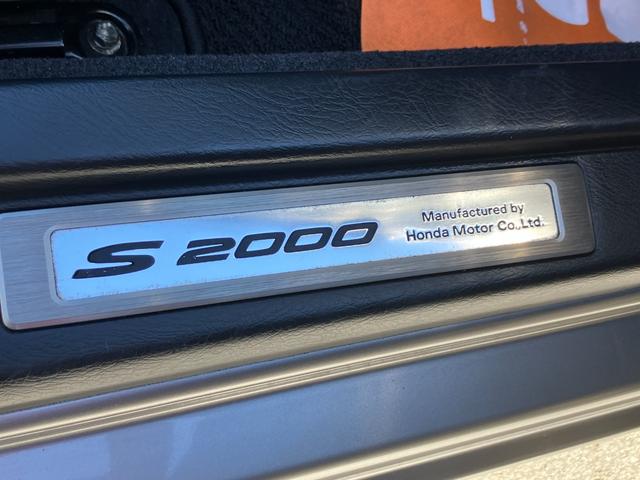 S2000
Manufactured by
Honda Motor Co.,Ltd.